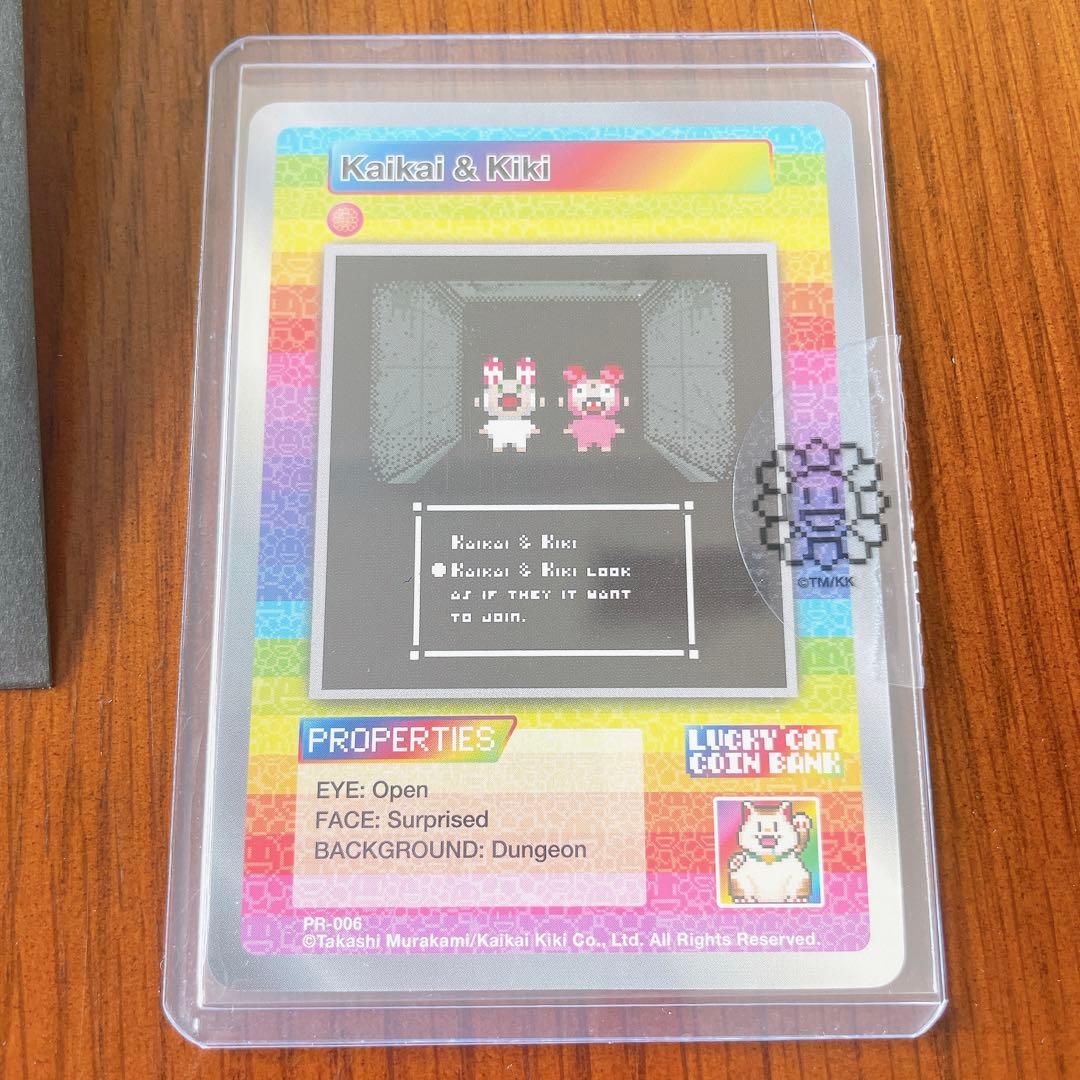 Kaikai & Kiki
Kaikai & Kiki
Kaikai & Kiki look
as if they it want
to join.
©TM/KK
PROPERTIES
LUCKY CAT
COIN BANK
EYE: Open
FACE: Surprised
BACKGROUND: Dungeon
PR-006
©Takashi Murakami/Kaikai Kiki Co., Ltd. All Rights Reserved.